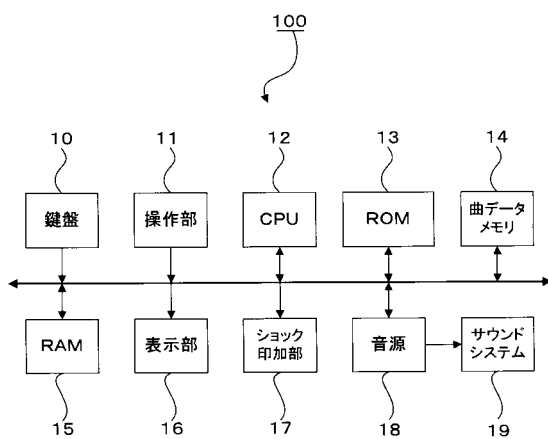 100
10
11
12
13
14
鍵盤
操作部
CPU
ROM
曲データ
メモリ
RAM
表示部
ショック
印加部
音源
サウンド
システム
15
16
17
18
19